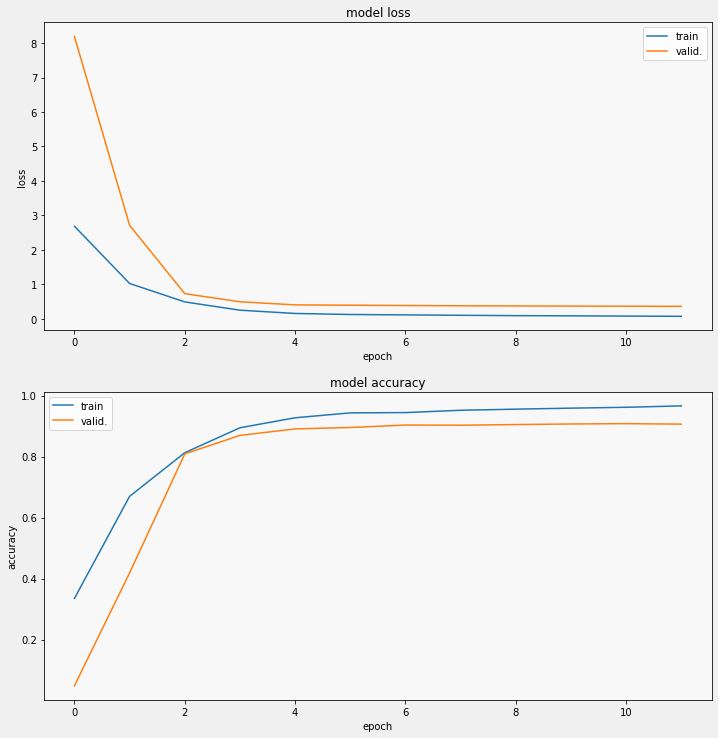 model loss
train
valid.
8
7
6
5
4
3
2
1
0
loss
0 2 4 6 8 10
epoch
model accuracy
train
valid.
1.0
0.8
0.6
0.4
0.2
accuracy
0 2 4 6 8 10
epoch